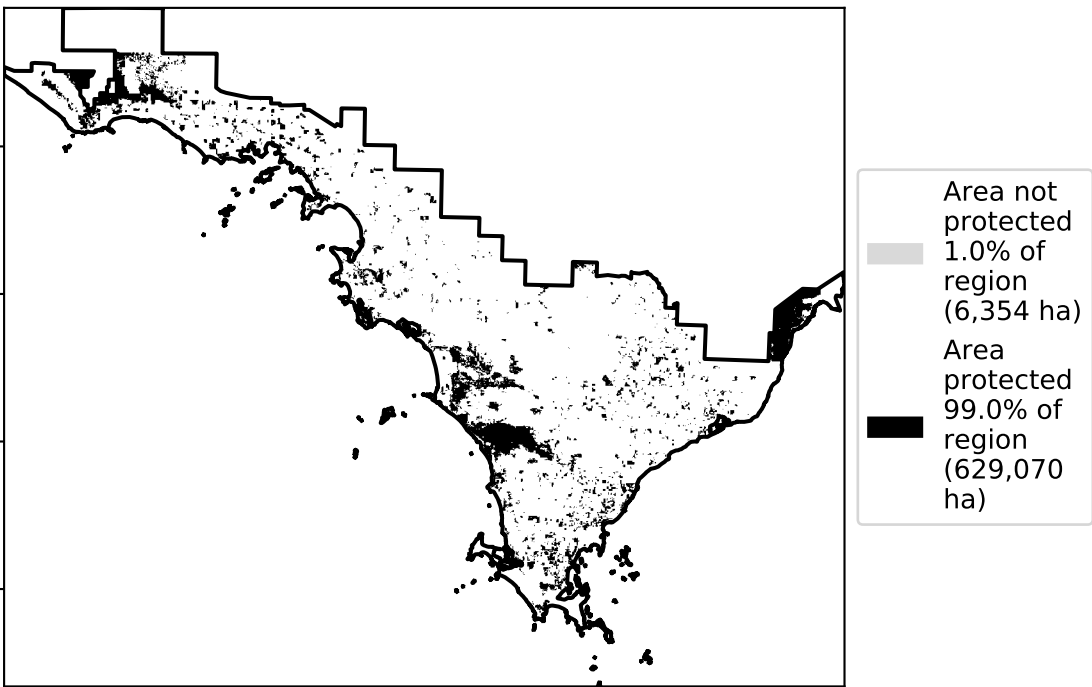 Area not
protected
1.0% of
region
(6,354 ha)
Area
protected
99.0% of
region
(629,070
ha)